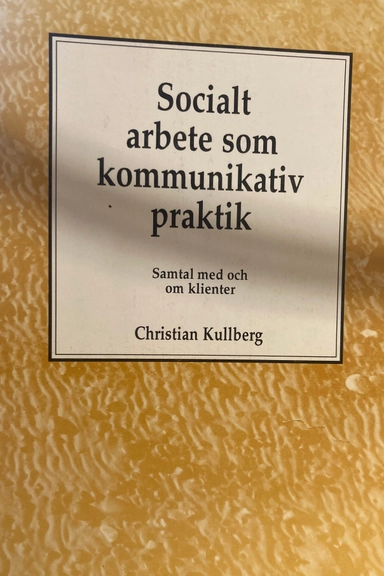 Socialt
arbete som
kommunikativ
praktik
Samtal med och
om klienter
Christian Kullberg